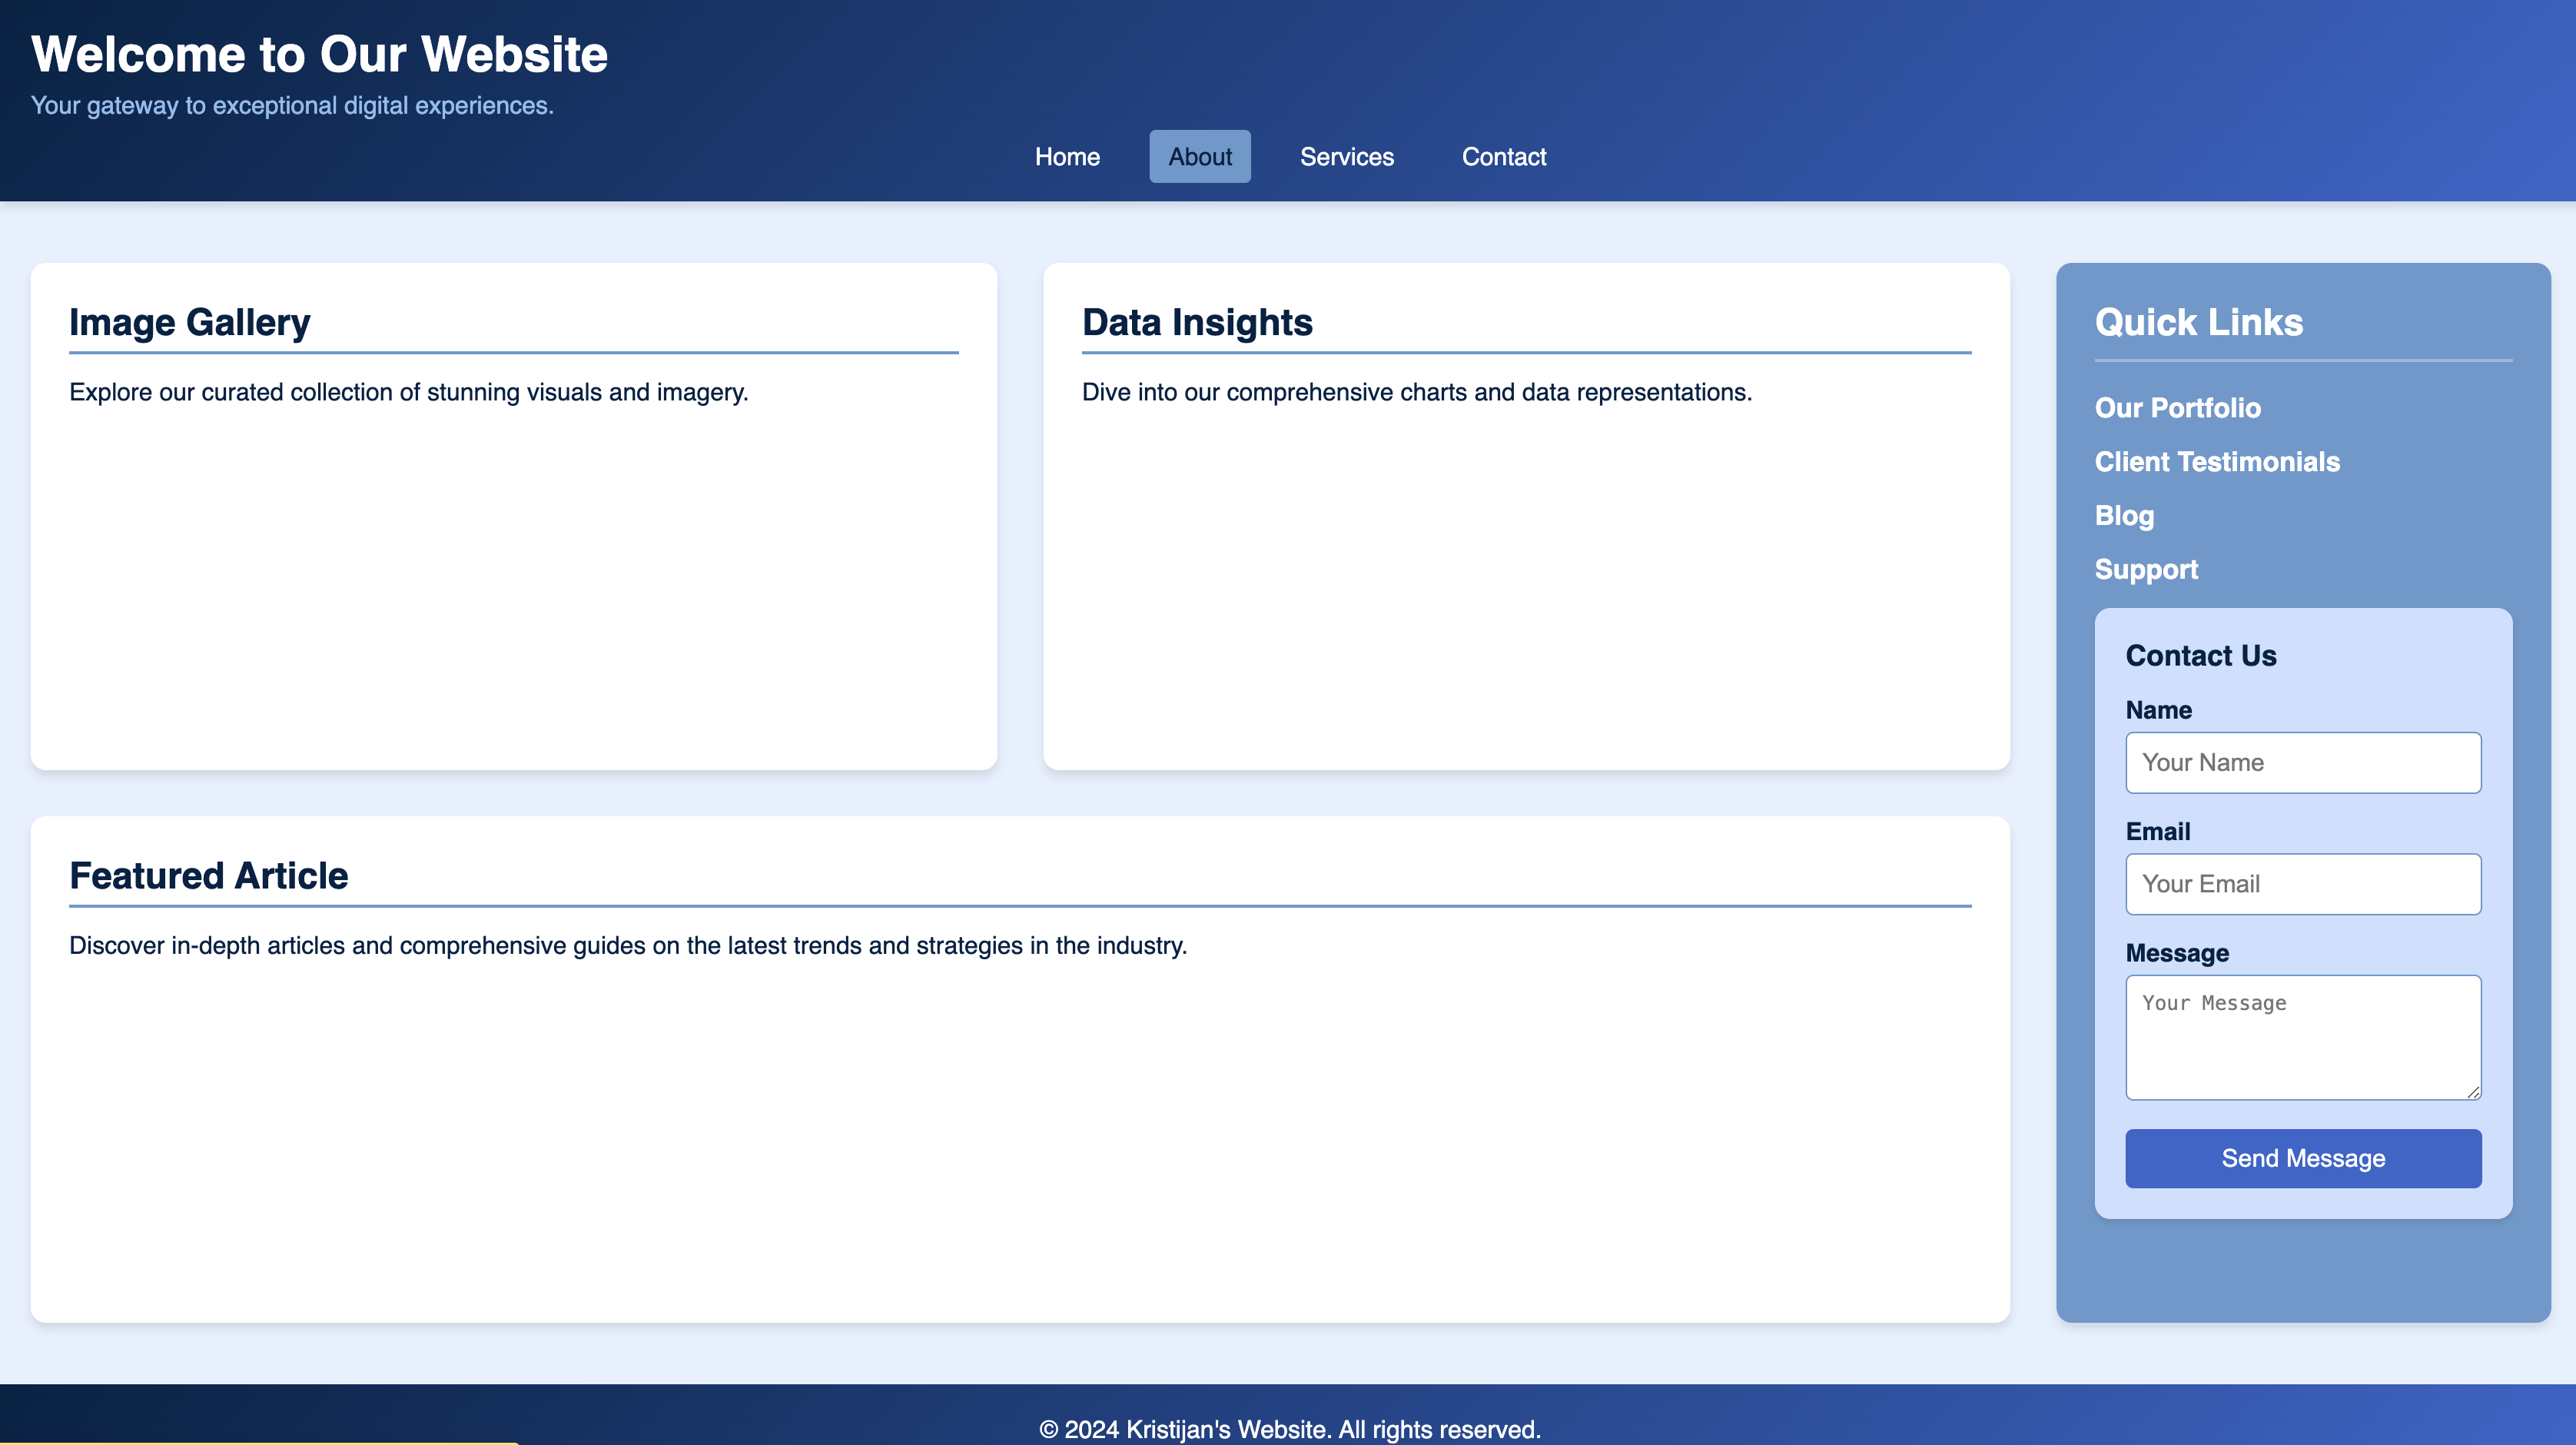 Welcome to Our Website
Your gateway to exceptional digital experiences.
Home About Services Contact
Image Gallery
Explore our curated collection of stunning visuals and imagery.
Data Insights
Dive into our comprehensive charts and data representations.
Featured Article
Discover in-depth articles and comprehensive guides on the latest trends and strategies in the industry.
Quick Links
Our Portfolio
Client Testimonials
Blog
Support
Contact Us
Name
Your Name
Email
Your Email
Message
Your Message
Send Message
© 2024 Kristijan's Website. All rights reserved.